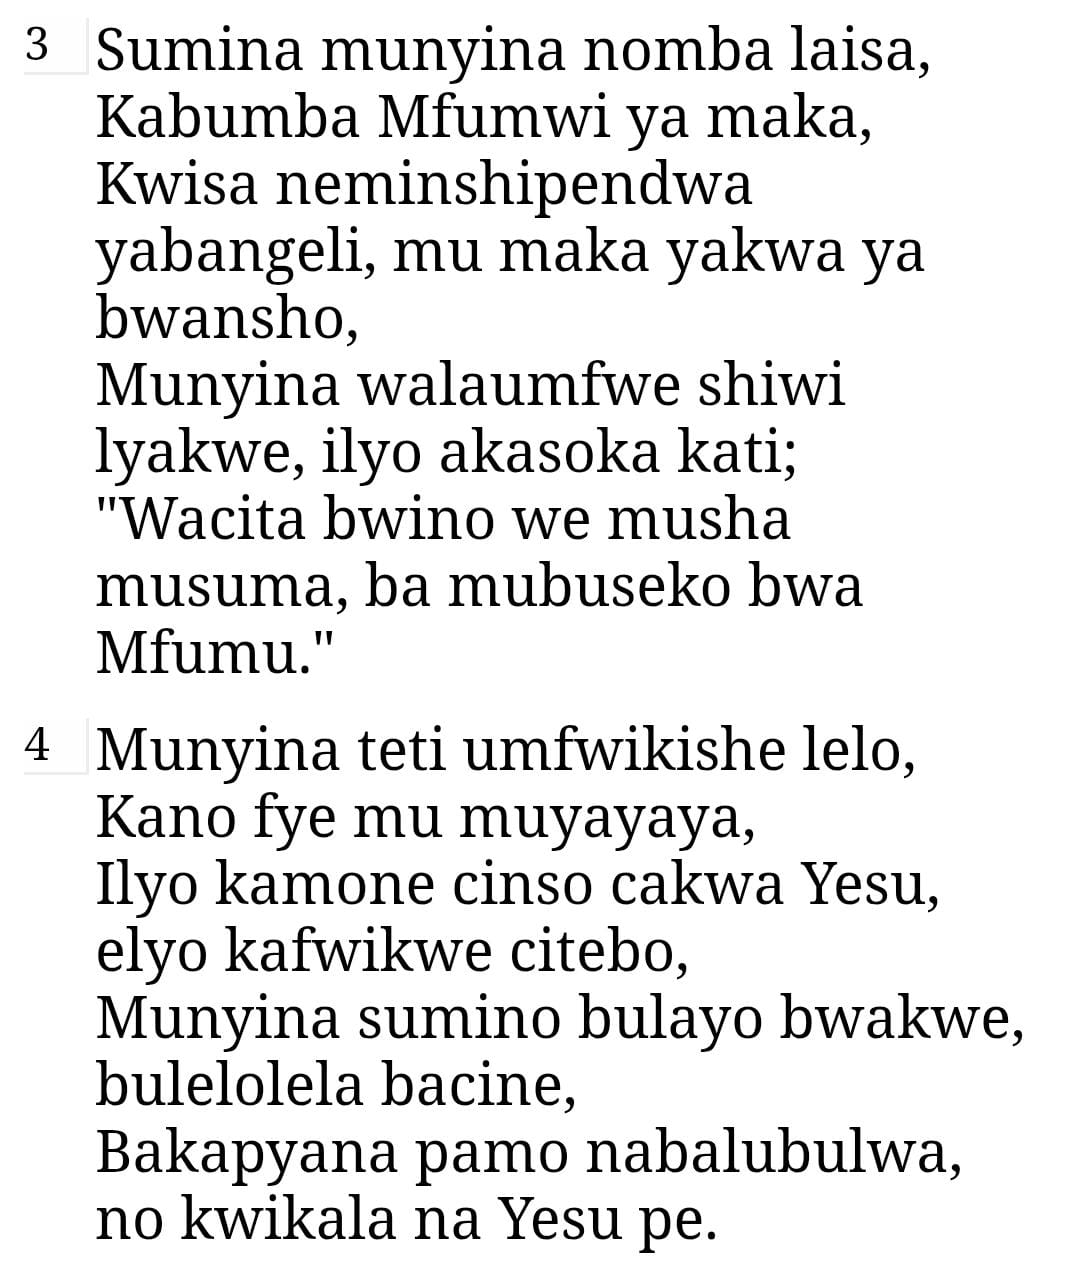 3 Sumina munyina nomba laisa,
Kabumba Mfumwi ya maka,
Kwisa neminshipendwa
yabangeli, mu maka yakwa ya
bwansho,
Munyina walaumfwe shiwi
lyakwe, ilyo akasoka kati;
"Wacita bwino we musha
musuma, ba mubuseko bwa
Mfumu."
4 Munyina teti umfwikishe lelo,
Kano fye mu muyayaya,
Ilyo kamone cinso cakwa Yesu,
elyo kafwikwe citebo,
Munyina sumino bulayo bwakwe,
bulelolela bacine,
Bakapyana pamo nabalubulwa,
no kwikala na Yesu pe.